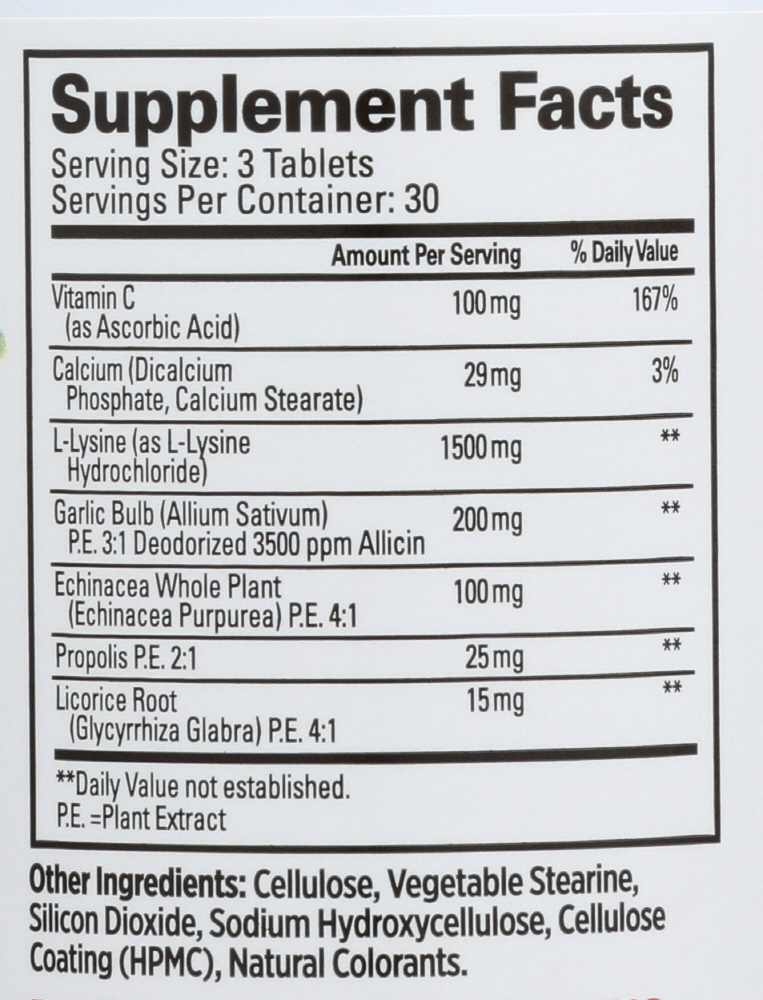 Supplement Facts
Serving Size: 3 Tablets
Servings Per Container: 30
Amount Per Serving % Daily Value
Vitamin C 100 mg 167%
(as Ascorbic Acid)
Calcium (Dicalcium 29 mg 3%
Phosphate, Calcium Stearate)
L-Lysine (as L-Lysine 1500 mg **
Hydrochloride)
Garlic Bulb (Allium Sativum) 200 mg **
P.E. 3:1 Deodorized 3500 ppm Allicin
Echinacea Whole Plant 100 mg **
(Echinacea Purpurea) P.E. 4:1
Propolis P.E. 2:1 25 mg **
Licorice Root 15 mg **
(Glycyrrhiza Glabra) P.E. 4:1
**Daily Value not established.
P.E. =Plant Extract
Other Ingredients: Cellulose, Vegetable Stearine,
Silicon Dioxide, Sodium Hydroxycellulose, Cellulose
Coating (HPMC), Natural Colorants.